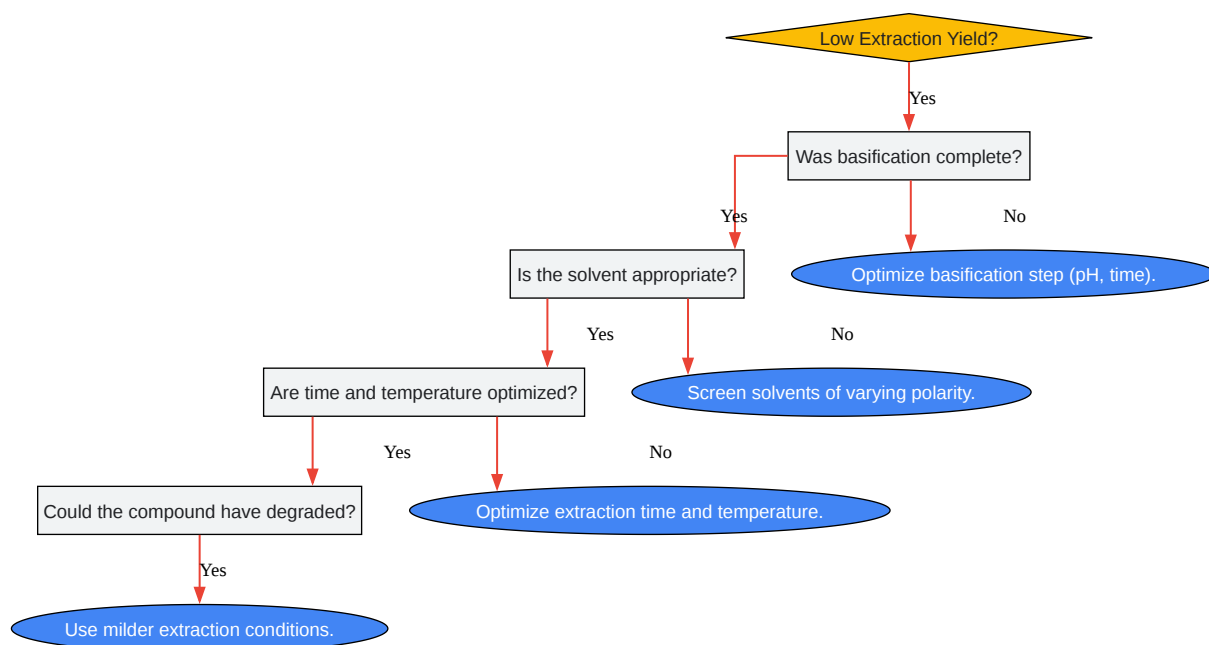 Low Extraction Yield?
Yes
Was basification complete?
Yes
No
Is the solvent appropriate?
Optimize basification step (pH, time).
Yes
No
Are time and temperature optimized?
Screen solvents of varying polarity.
Yes
No
Could the compound have degraded?
Optimize extraction time and temperature.
Yes
Use milder extraction conditions.